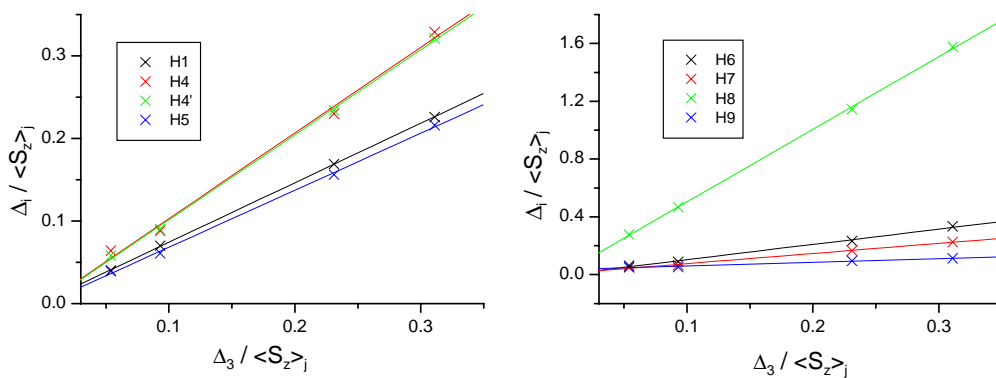 Δi / <Sz>j
0.3
0.2
0.1
0.0
H1
H4
H4'
H5
0.1 0.2 0.3
Δ3 / <Sz>j
Δi / <Sz>j
1.6
1.2
0.8
0.4
0.0
H6
H7
H8
H9
0.1 0.2 0.3
Δ3 / <Sz>j